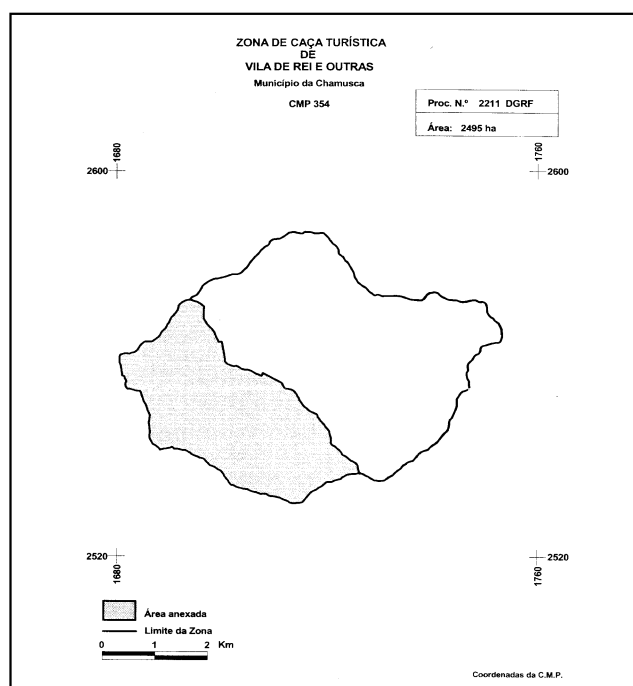 ZONA DE CAÇA TURÍSTICA
DE
VILA DE REI E OUTRAS
Município da Chamusca
CMP 354
Proc. N.º 2211 DGRF
Área: 2495 ha
1680
1760
2600
2600
2520
2520
1680
1760
Área anexada
Limite da Zona
0 1 2 Km
Coordenadas da C.M.P.